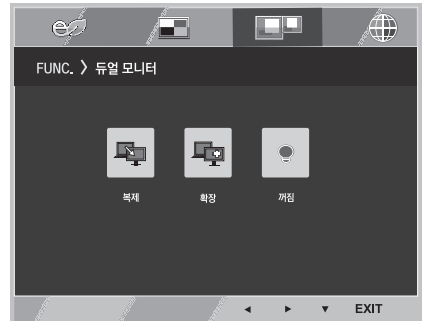 FUNC. 〉 듀얼 모니터
복제 확장 꺼짐
◄ ► ▼ EXIT